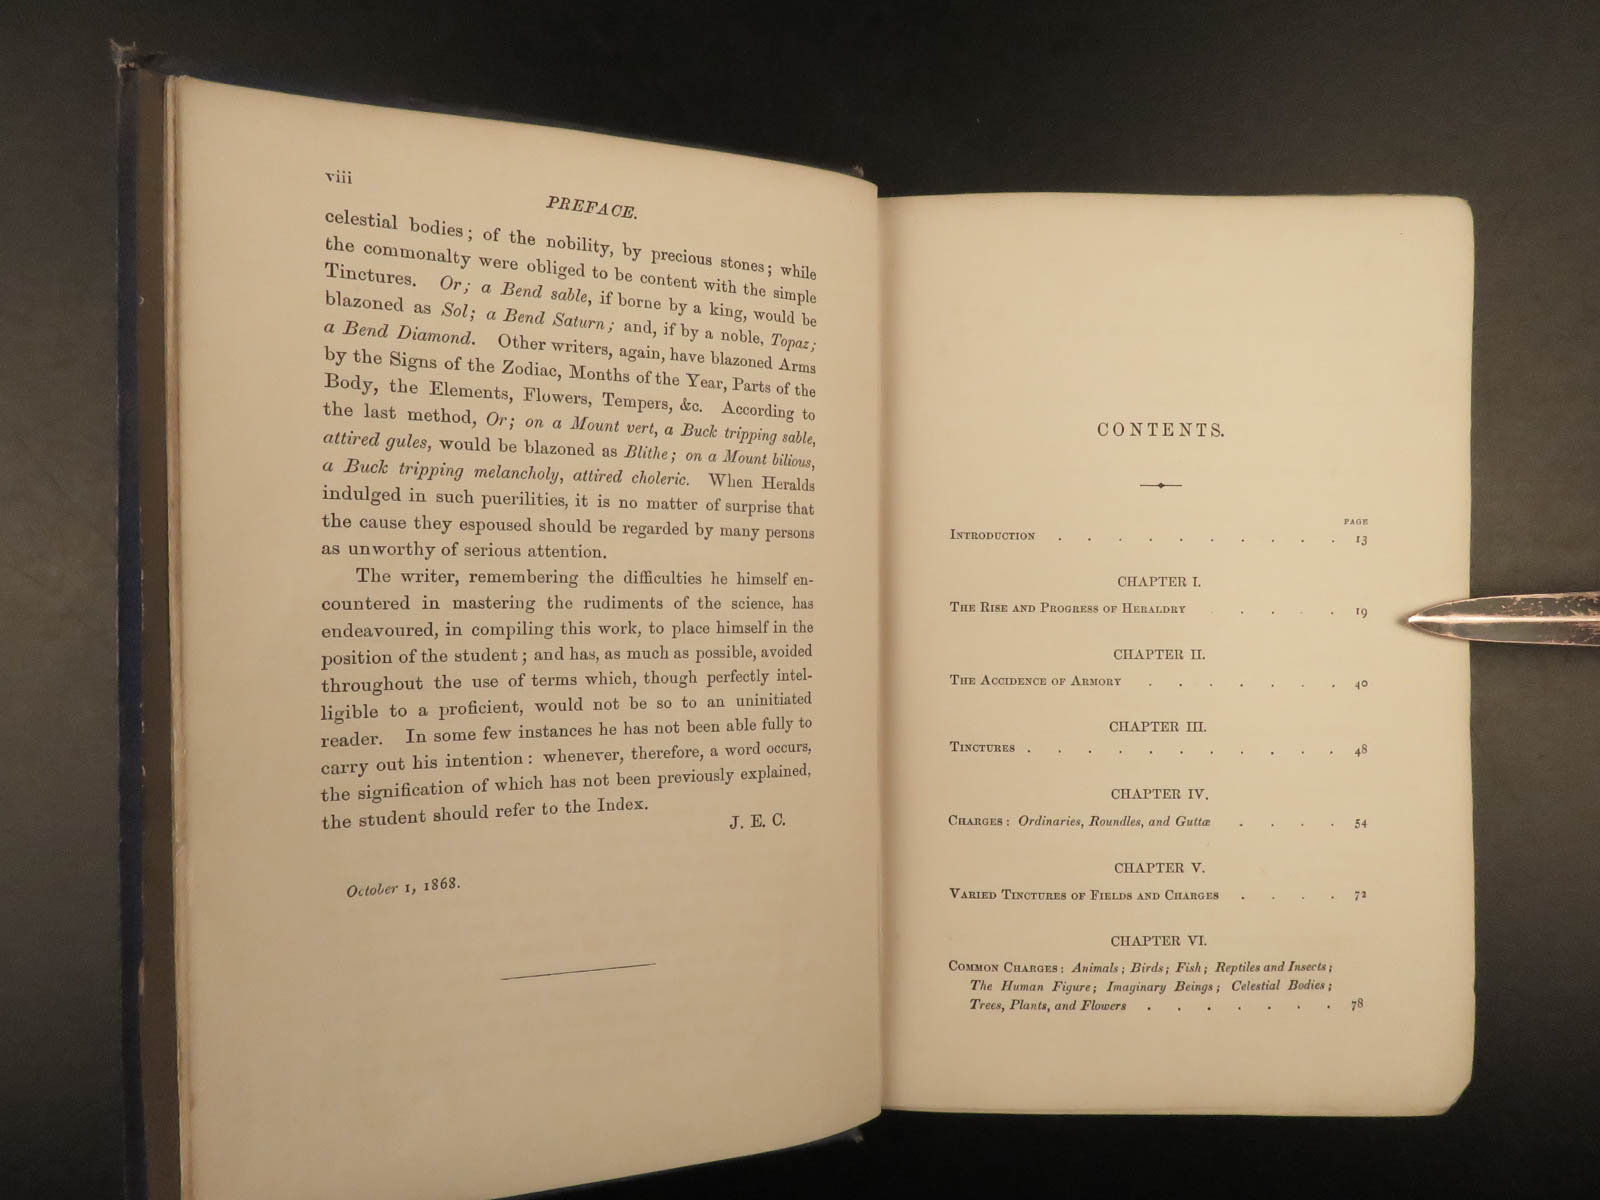 viii
PREFACE.
celestial bodies; of the nobility, by precious stones; while
the commonalty were obliged to be content with the simple
Tinctures. Or; a Bend sable, if borne by a king, would be
blazoned as Sol; a Bend Saturn; and, if by a noble, Topaz;
a Bend Diamond. Other writers, again, have blazoned Arms
by the Signs of the Zodiac, Months of the Year, Parts of the
Body, the Elements, Flowers, Tempers, &c. According to
the last method, Or; on a Mount vert, a Buck tripping sable,
attired gules, would be blazoned as Blithe; on a Mount bilious,
a Buck tripping melancholy, attired choleric. When Heralds
indulged in such puerilities, it is no matter of surprise that
the cause they espoused should be regarded by many persons
as unworthy of serious attention.
The writer, remembering the difficulties he himself en-
countered in mastering the rudiments of the science, has
endeavoured, in compiling this work, to place himself in the
position of the student; and has, as much as possible, avoided
throughout the use of terms which, though perfectly intel-
ligible to a proficient, would not be so to an uninitiated
reader. In some few instances he has not been able fully to
carry out his intention: whenever, therefore, a word occurs,
the signification of which has not been previously explained,
the student should refer to the Index.
J. E. C.
October 1, 1868.
CONTENTS.
PAGE
INTRODUCTION . . . . . . . . . . 13
CHAPTER I.
THE RISE AND PROGRESS OF HERALDRY . . . . . 19
CHAPTER II.
THE ACCIDENCE OF ARMORY . . . . . . . 40
CHAPTER III.
TINCTURES . . . . . . . . . . . 48
CHAPTER IV.
CHARGES: Ordinaries, Roundles, and Guttæ . . . . 54
CHAPTER V.
VARIED TINCTURES OF FIELDS AND CHARGES . . . . 72
CHAPTER VI.
COMMON CHARGES: Animals; Birds; Fish; Reptiles and Insects;
The Human Figure; Imaginary Beings; Celestial Bodies;
Trees, Plants, and Flowers . . . . . . . 78